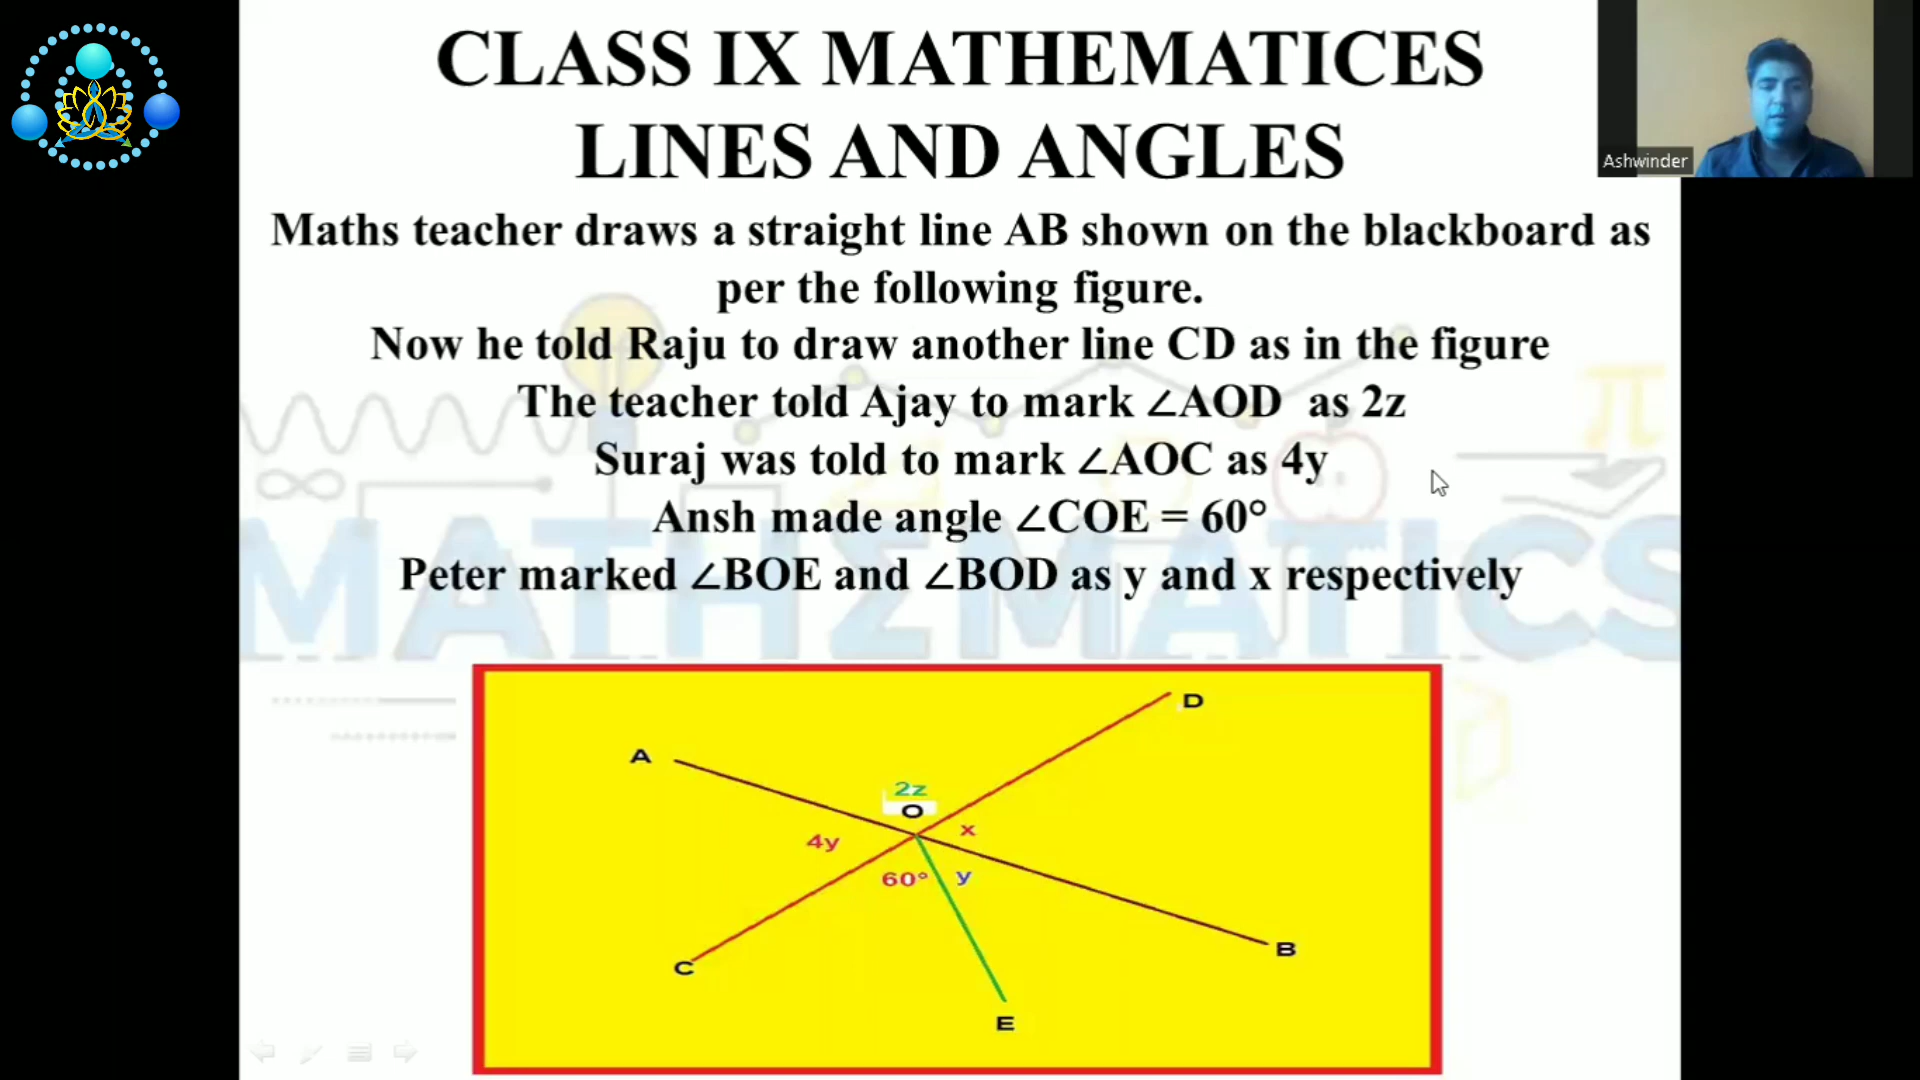 CLASS IX MATHEMATICES
LINES AND ANGLES
Ashwinder
Maths teacher draws a straight line AB shown on the blackboard as
per the following figure.
Now he told Raju to draw another line CD as in the figure
The teacher told Ajay to mark ∠AOD as 2z
Suraj was told to mark ∠AOC as 4y
Ansh made angle ∠COE = 60°
Peter marked ∠BOE and ∠BOD as y and x respectively
MATHΣMATICS
π
D
A
2z
O
x
4y
60° y
B
C
E